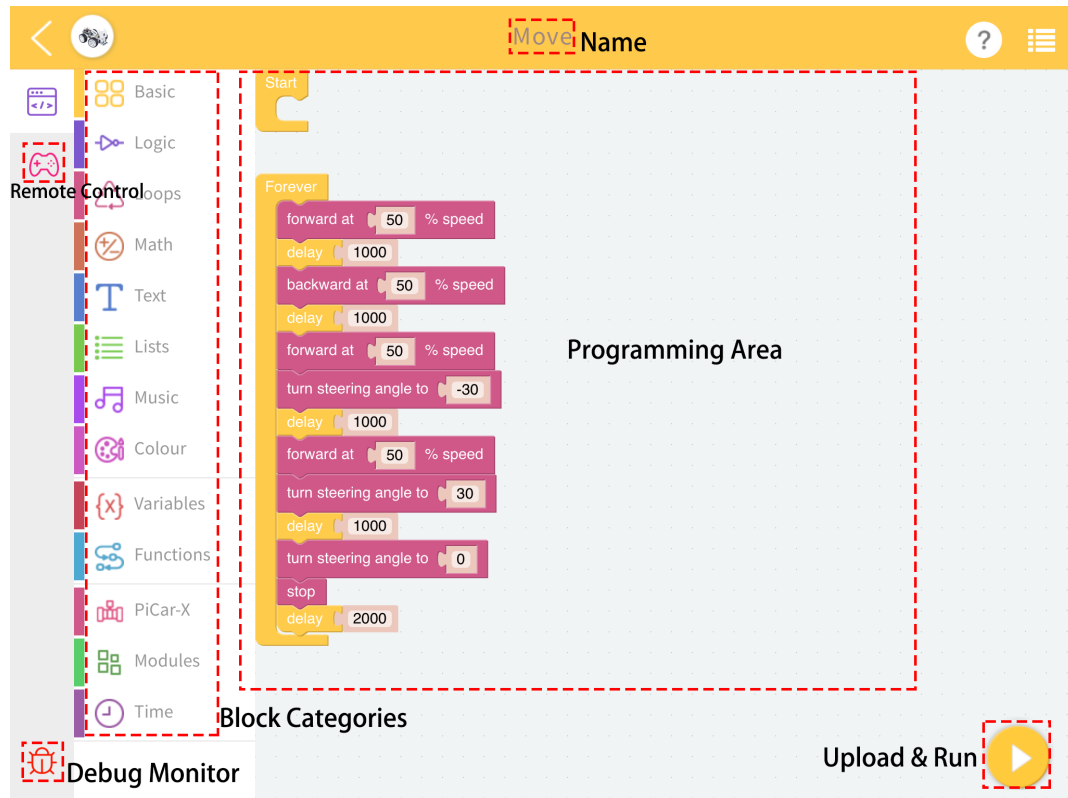 Move Name ?
Basic
Logic
Loops
Math
Text
Lists
Music
Colour
Variables
Functions
PiCar-X
Modules
Time
Remote Control
Block Categories
Debug Monitor
Start
Forever
forward at 50 % speed
delay 1000
backward at 50 % speed
delay 1000
forward at 50 % speed
turn steering angle to -30
delay 1000
forward at 50 % speed
turn steering angle to 30
delay 1000
turn steering angle to 0
stop
delay 2000
Programming Area
Upload & Run